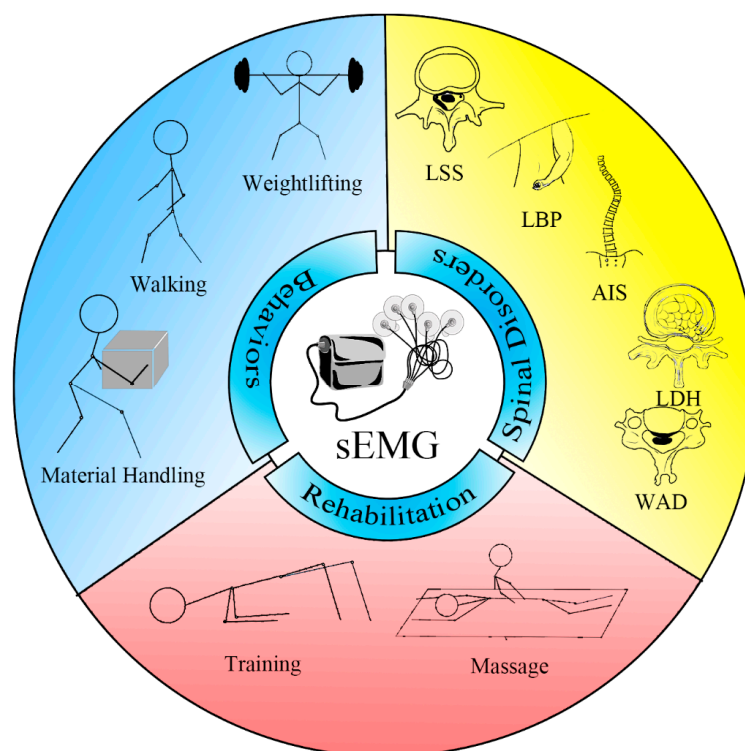 Weightlifting
Walking
Material Handling
Behaviors
LSS
LBP
AIS
LDH
WAD
Spinal Disorders
sEMG
Rehabilitation
Training
Massage